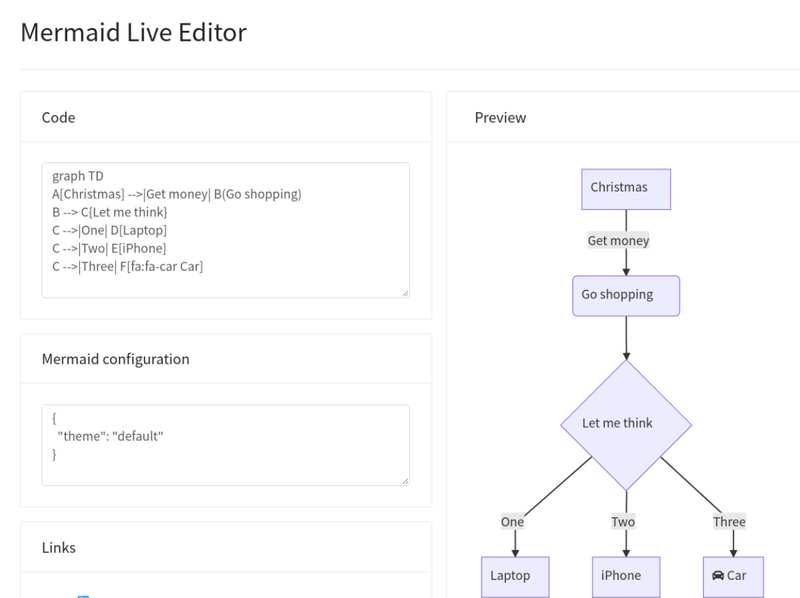 Mermaid Live Editor
Code
graph TD
A[Christmas] -->|Get money| B(Go shopping)
B --> C{Let me think}
C -->|One| D[Laptop]
C -->|Two| E[iPhone]
C -->|Three| F[fa:fa-car Car]
Mermaid configuration
{
  "theme": "default"
}
Links
Preview
Christmas
Get money
Go shopping
Let me think
One
Two
Three
Laptop
iPhone
Car